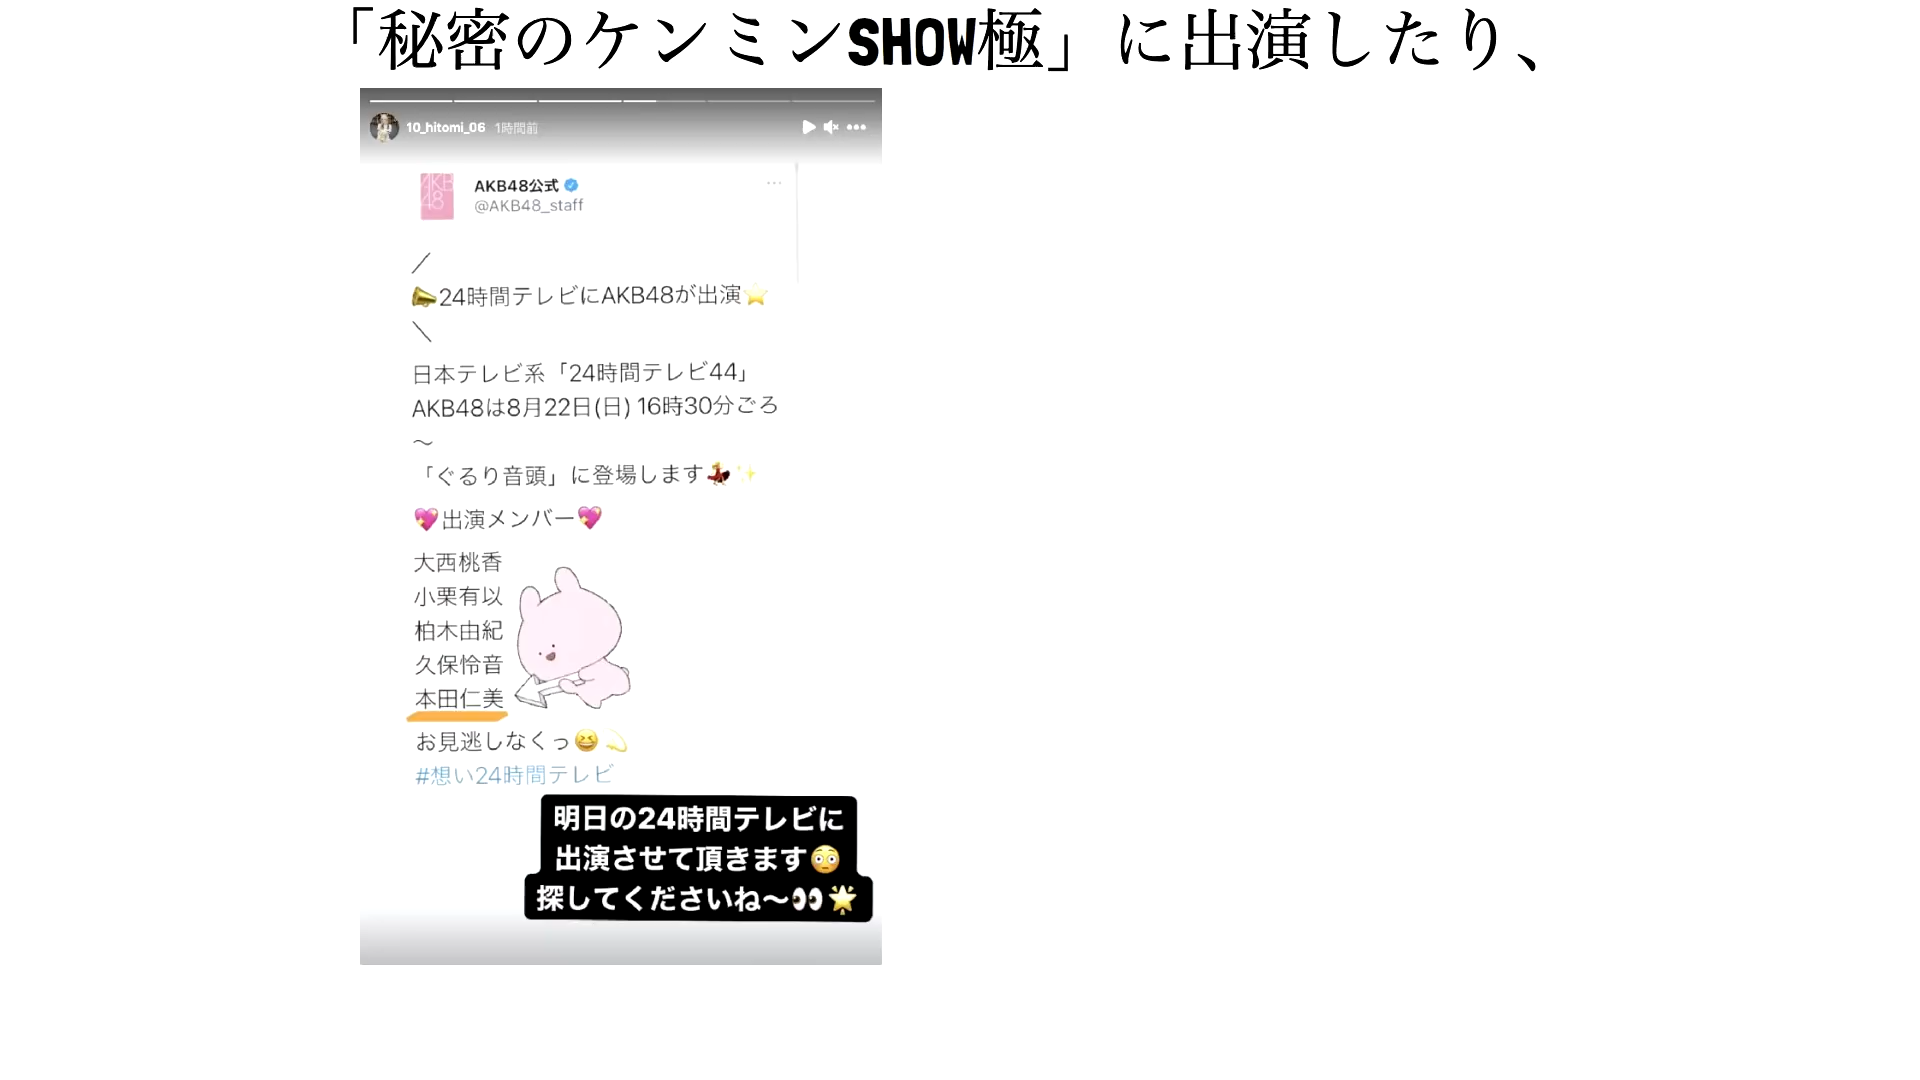 「秘密のケンミンSHOW極」に出演したり、
10_hitomi_06 1時間前
AKB48公式
@AKB48_staff
／
📣24時間テレビにAKB48が出演⭐
＼
日本テレビ系「24時間テレビ44」
AKB48は8月22日(日) 16時30分ごろ
～
「ぐるり音頭」に登場します💃✨
💖出演メンバー💖
大西桃香
小栗有以
柏木由紀
久保怜音
本田仁美
お見逃しなくっ😆💫
#想い24時間テレビ
明日の24時間テレビに
出演させて頂きます😳
探してくださいね〜👀🌟